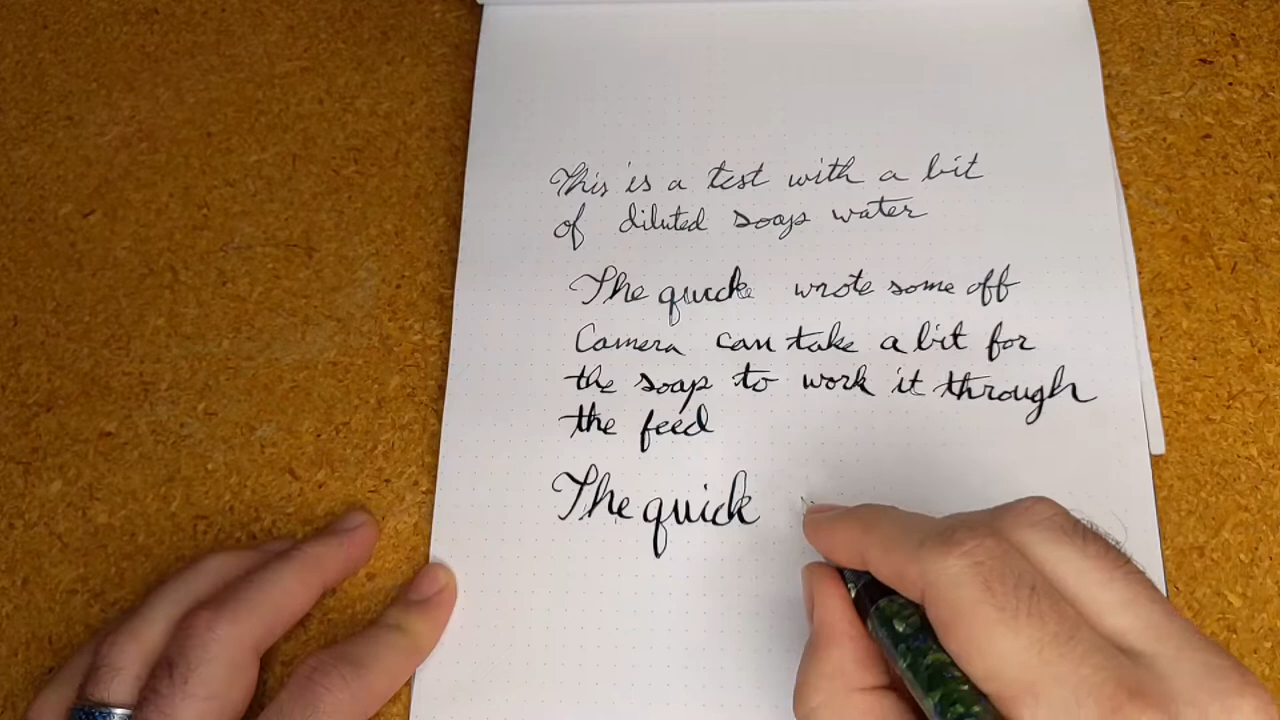 This is a test with a bit
of diluted soap water
The quick wrote some off
Camera can take a bit for
the soap to work it through
the feed
The quick